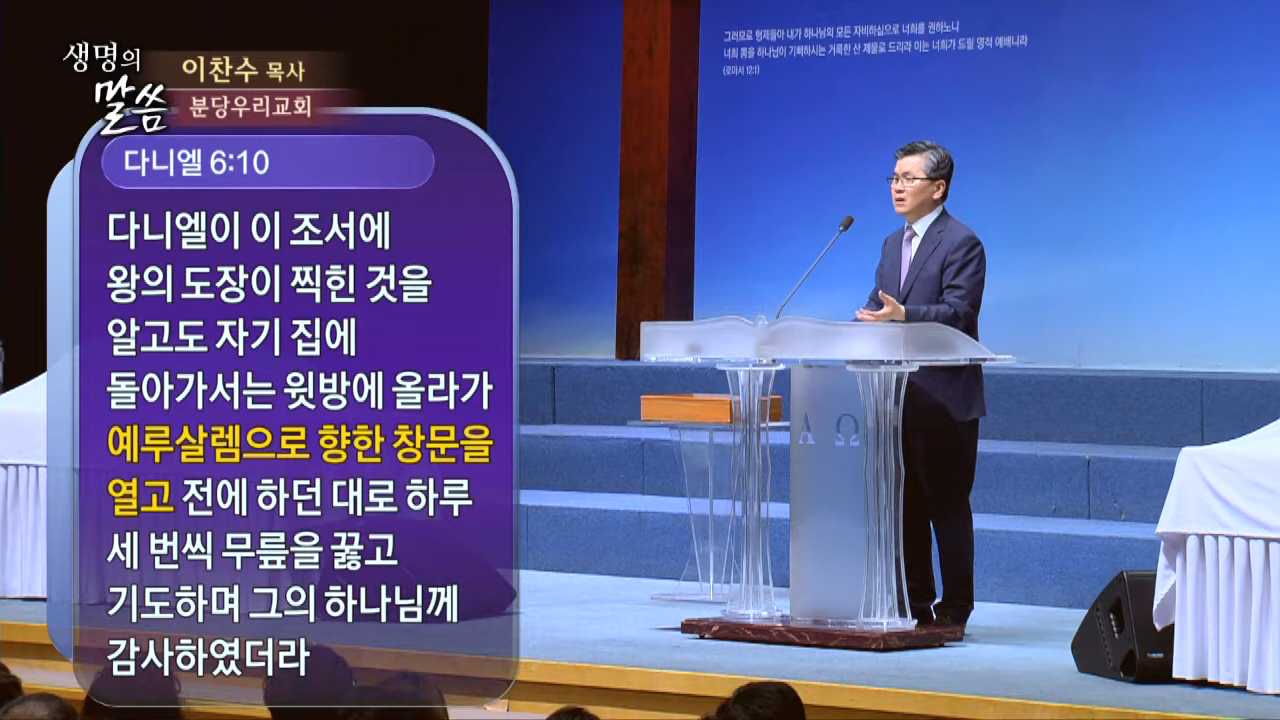 생명의
말씀
이찬수 목사
분당우리교회
다니엘 6:10
다니엘이 이 조서에
왕의 도장이 찍힌 것을
알고도 자기 집에
돌아가서는 윗방에 올라가
예루살렘으로 향한 창문을
열고 전에 하던 대로 하루
세 번씩 무릎을 꿇고
기도하며 그의 하나님께
감사하였더라
그러므로 형제들아 내가 하나님의 모든 자비하심으로 너희를 권하노니
너희 몸을 하나님이 기뻐하시는 거룩한 산 제물로 드리라 이는 너희가 드릴 영적 예배니라
(로마서 12:1)
Α Ω